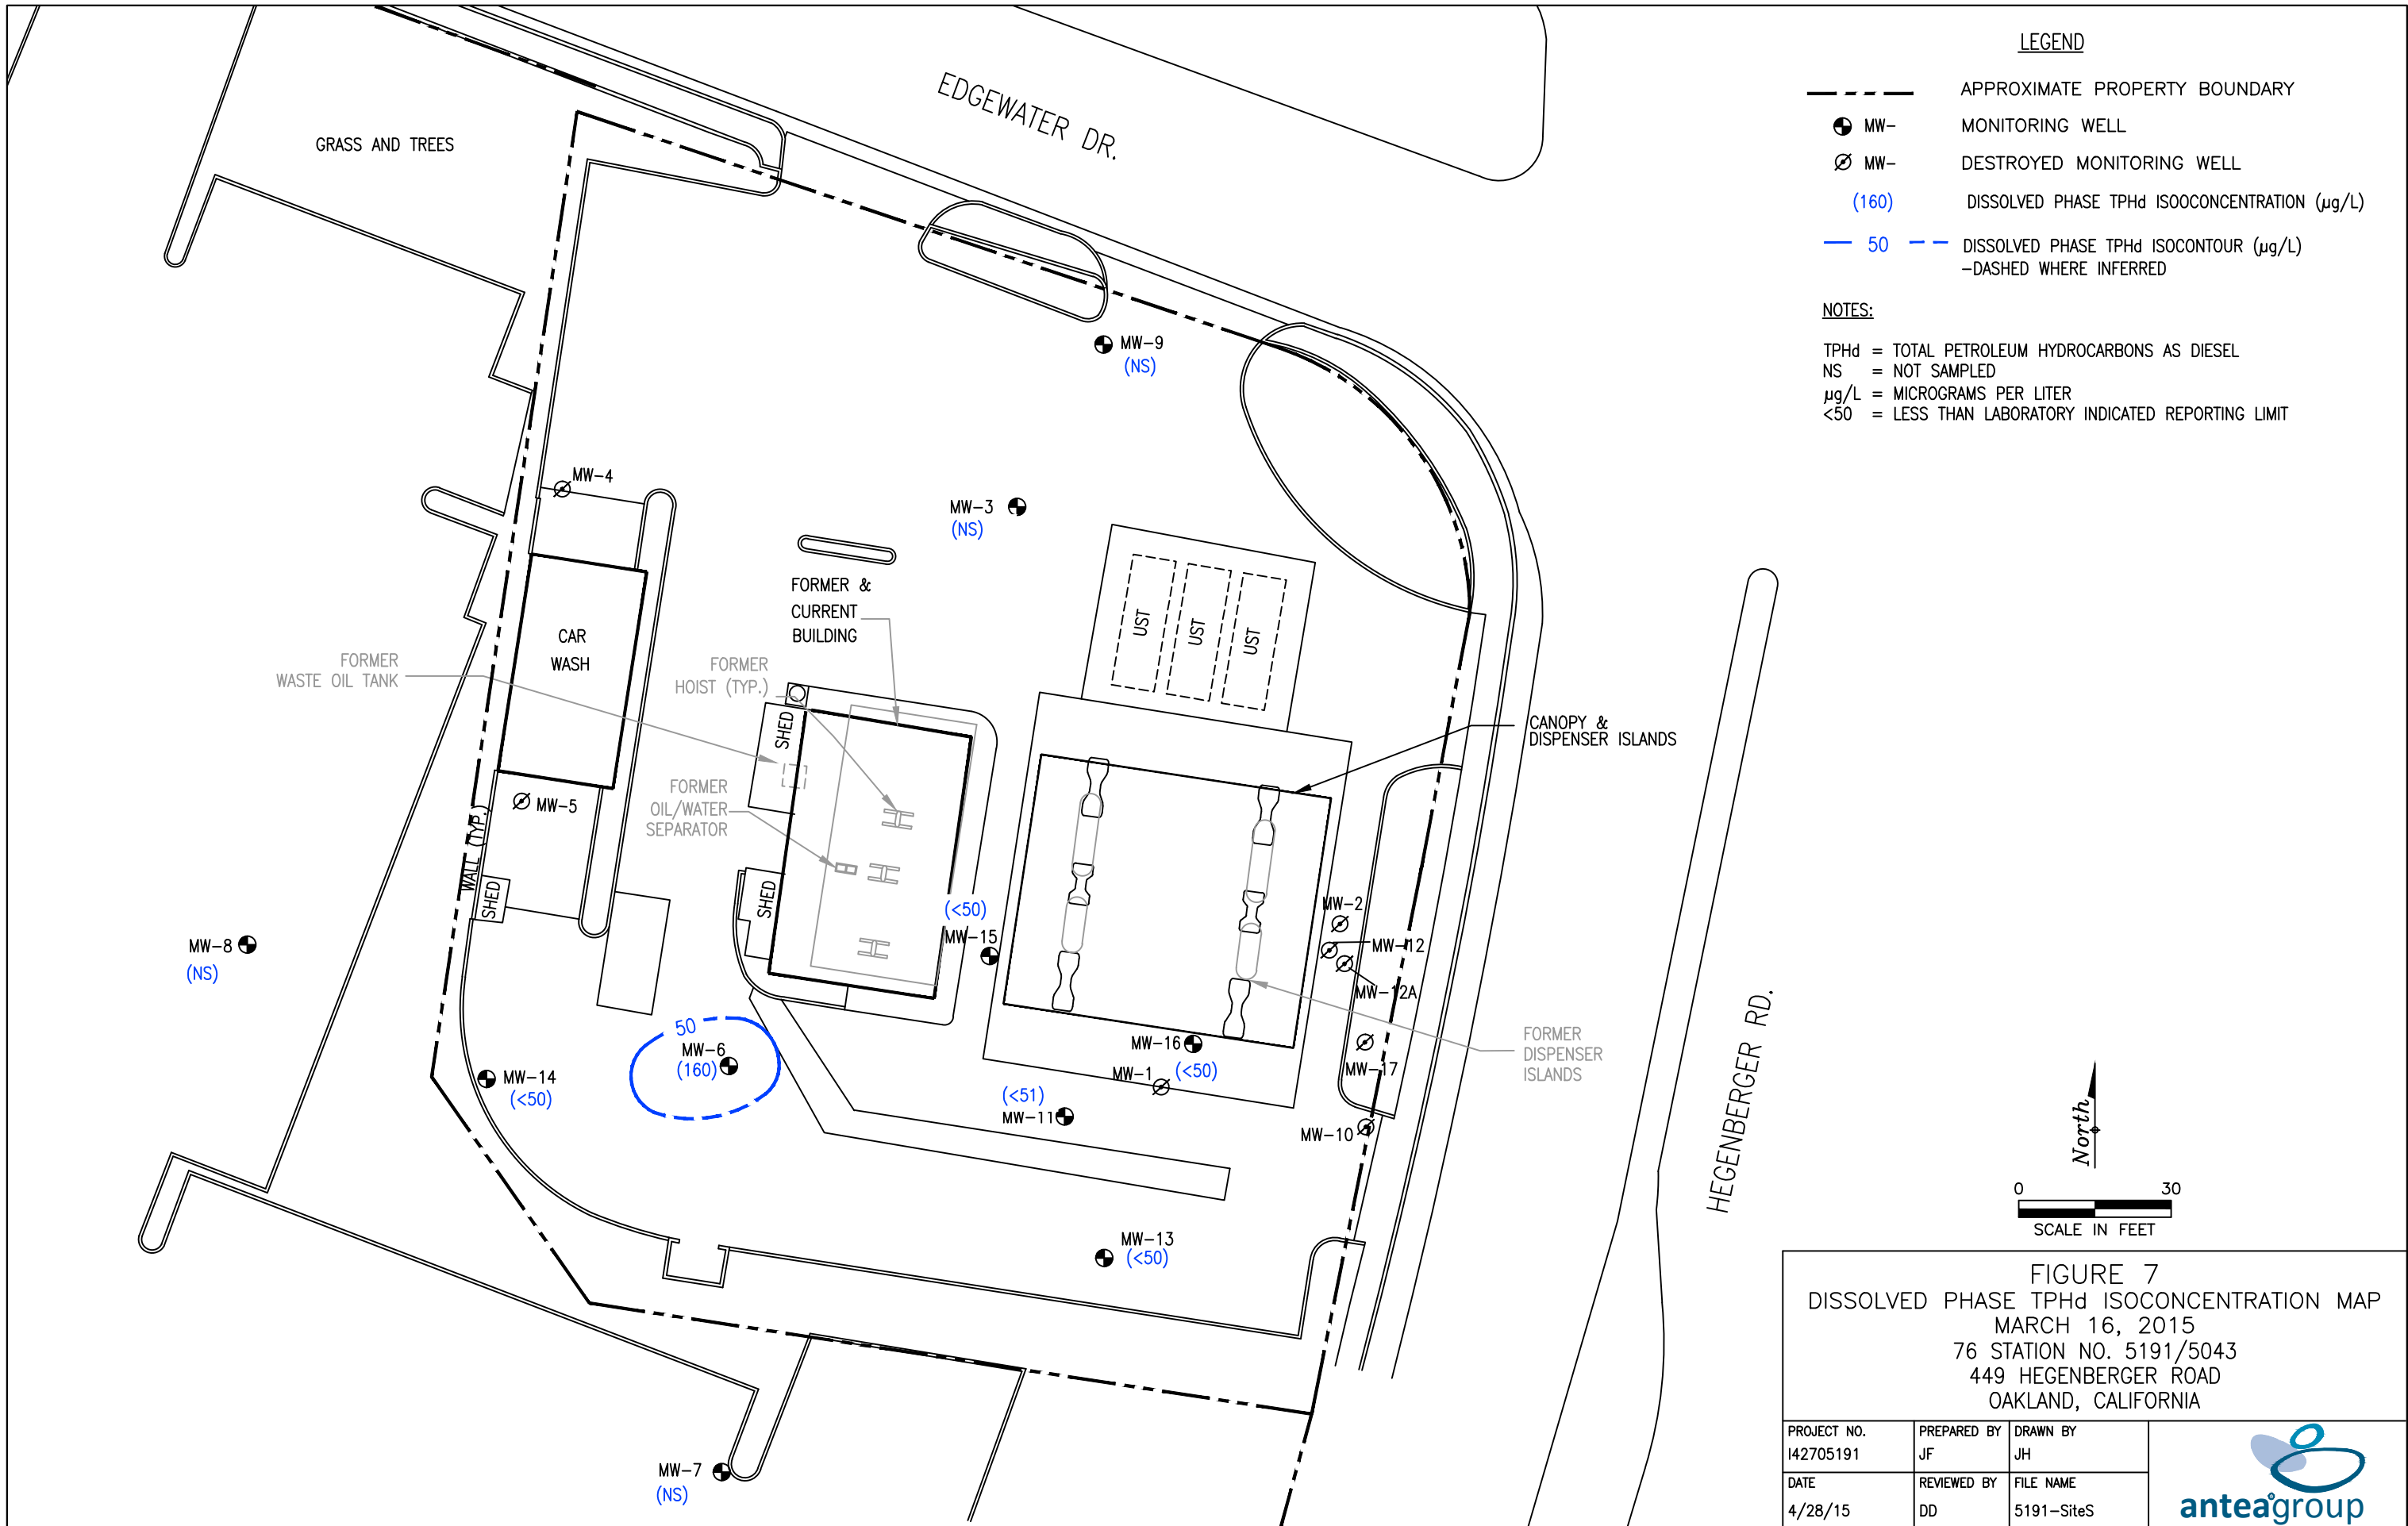 LEGEND
APPROXIMATE PROPERTY BOUNDARY
MW- MONITORING WELL
MW- DESTROYED MONITORING WELL
(160) DISSOLVED PHASE TPHd ISOOCONCENTRATION (µg/L)
50 DISSOLVED PHASE TPHd ISOCONTOUR (µg/L)
-DASHED WHERE INFERRED
NOTES:
TPHd = TOTAL PETROLEUM HYDROCARBONS AS DIESEL
NS = NOT SAMPLED
µg/L = MICROGRAMS PER LITER
<50 = LESS THAN LABORATORY INDICATED REPORTING LIMIT
EDGEWATER DR.
GRASS AND TREES
MW-9
(NS)
MW-4
MW-3
(NS)
FORMER &
CURRENT
BUILDING
UST
UST
UST
CAR
WASH
FORMER
WASTE OIL TANK
FORMER
HOIST (TYP.)
SHED
CANOPY &
DISPENSER ISLANDS
MW-5
FORMER
OIL/WATER
SEPARATOR
WALL (TYP.)
SHED
SHED
(<50)
MW-15
MW-2
MW-12
MW-12A
MW-8
(NS)
50
MW-6
(160)
MW-14
(<50)
MW-16
(<50)
MW-1
MW-17
(<51)
MW-11
MW-10
FORMER
DISPENSER
ISLANDS
HEGENBERGER RD.
MW-13
(<50)
MW-7
(NS)
North
0 30
SCALE IN FEET
FIGURE 7
DISSOLVED PHASE TPHd ISOCONCENTRATION MAP
MARCH 16, 2015
76 STATION NO. 5191/5043
449 HEGENBERGER ROAD
OAKLAND, CALIFORNIA
PROJECT NO. PREPARED BY DRAWN BY
I42705191 JF JH
DATE REVIEWED BY FILE NAME
4/28/15 DD 5191-SiteS
anteagroup